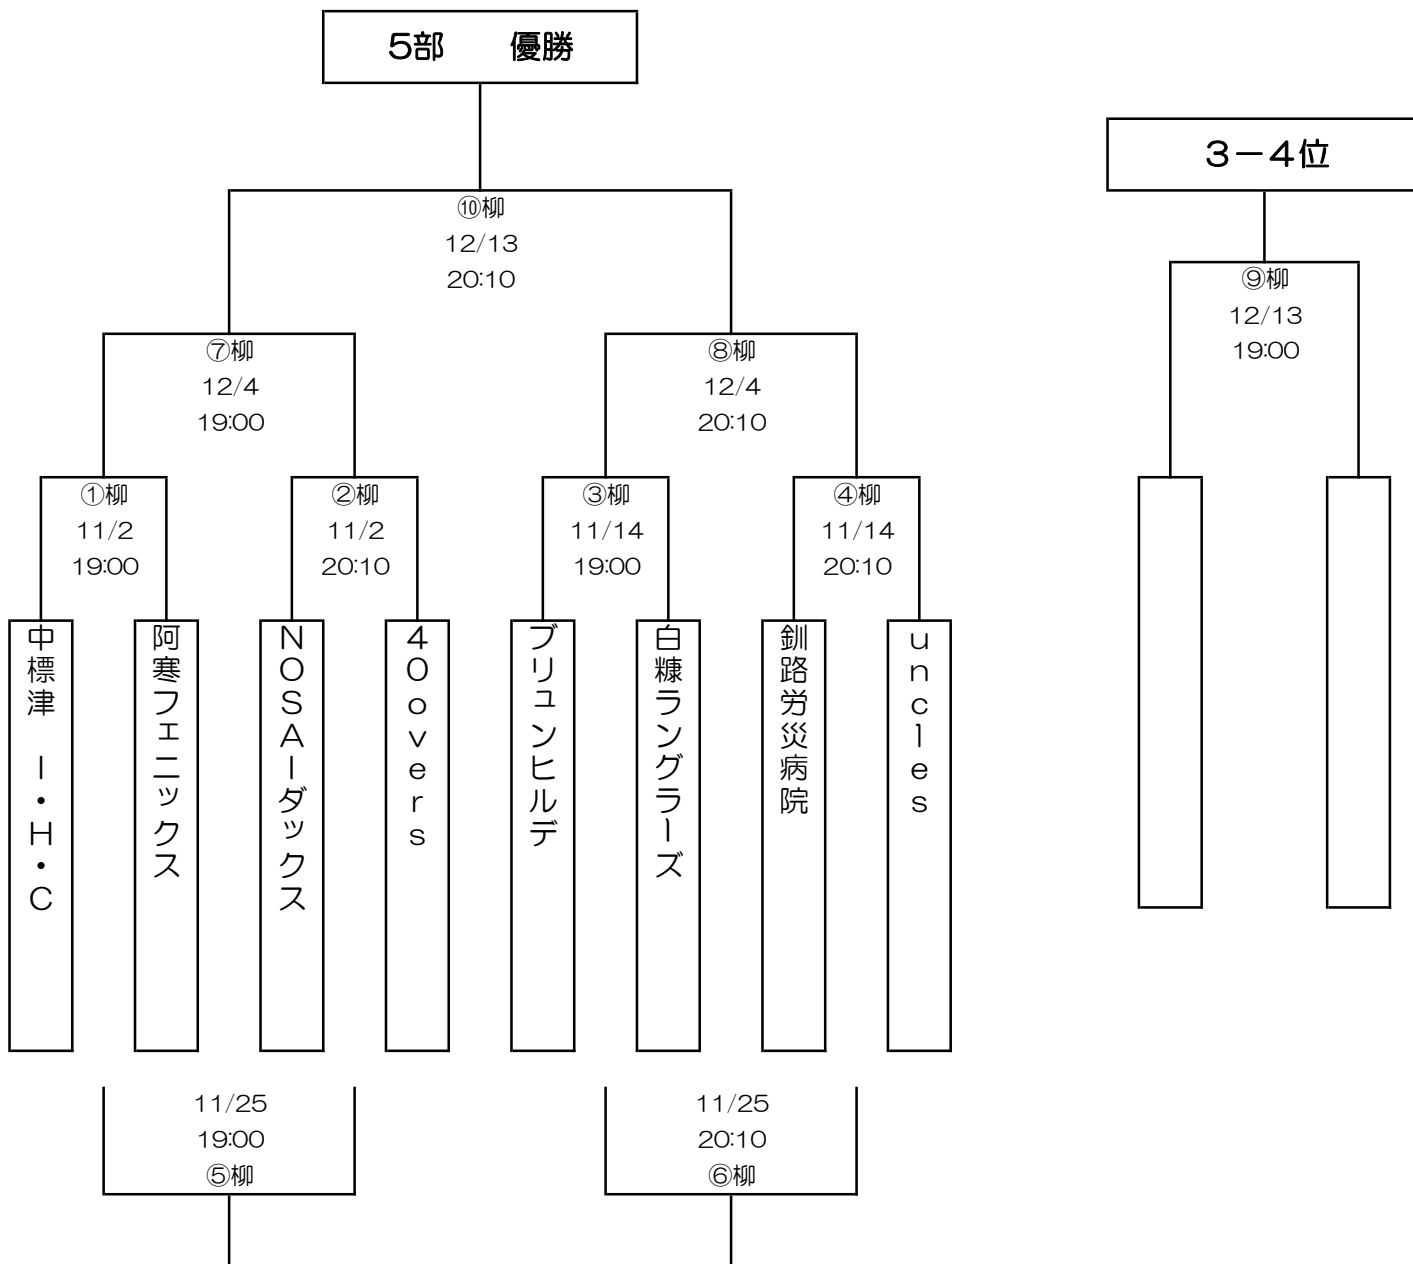 5部　優勝
3－4位
⑩柳
12/13
20:10
⑨柳
12/13
19:00
⑦柳
12/4
19:00
⑧柳
12/4
20:10
①柳
11/2
19:00
②柳
11/2
20:10
③柳
11/14
19:00
④柳
11/14
20:10
中標津　I・H・C
阿寒フェニックス
NOSAIダックス
40overs
ブリュンヒルデ
白糠ラングラーズ
釧路労災病院
uncles
11/25
19:00
⑤柳
11/25
20:10
⑥柳